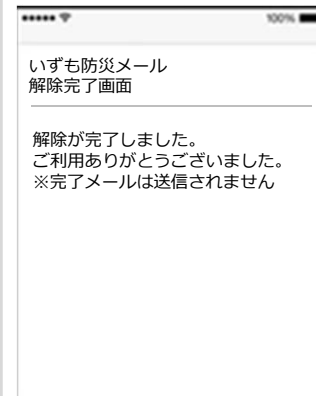 100%
いずも防災メール
解除完了画面
解除が完了しました。
ご利用ありがとうございました。
※完了メールは送信されません